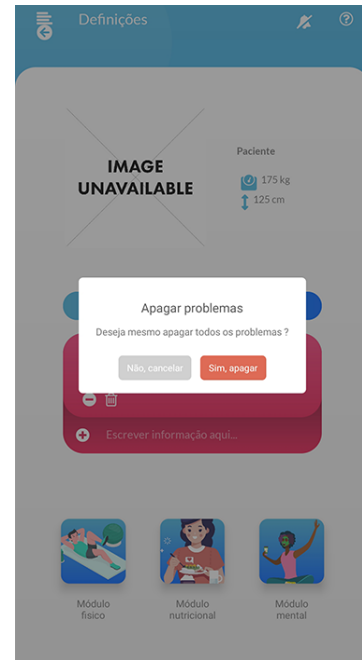 Definições
IMAGE
UNAVAILABLE
Paciente
175 kg
125 cm
Apagar problemas
Deseja mesmo apagar todos os problemas ?
Não, cancelar
Sim, apagar
Escrever informação aqui...
Módulo
físico
Módulo
nutricional
Módulo
mental